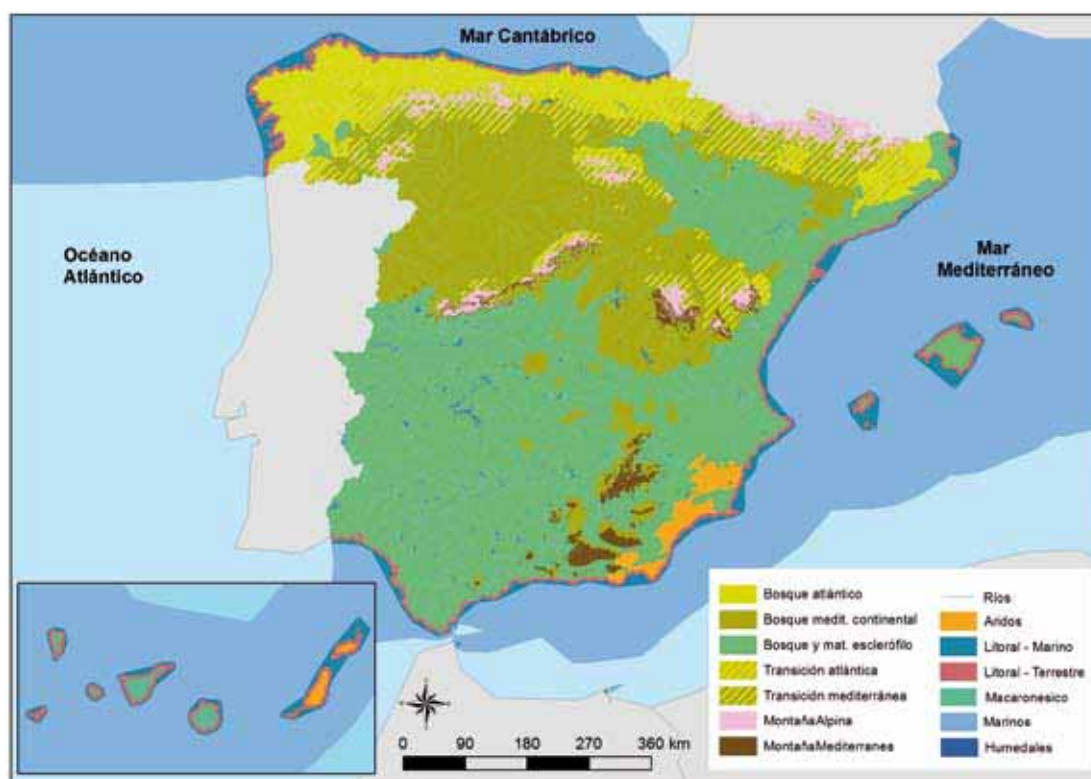 Mar Cantábrico
Océano
Atlántico
Mar
Mediterráneo
Bosque atlántico
Bosque medit. continental
Bosque y mat. esclerófilo
Transición atlántica
Transición mediterránea
MontañaAlpina
MontañaMediterranea
Ríos
Aridos
Litoral - Marino
Litoral - Terrestre
Macaronesico
Marinos
Humedales
0 90 180 270 360 km